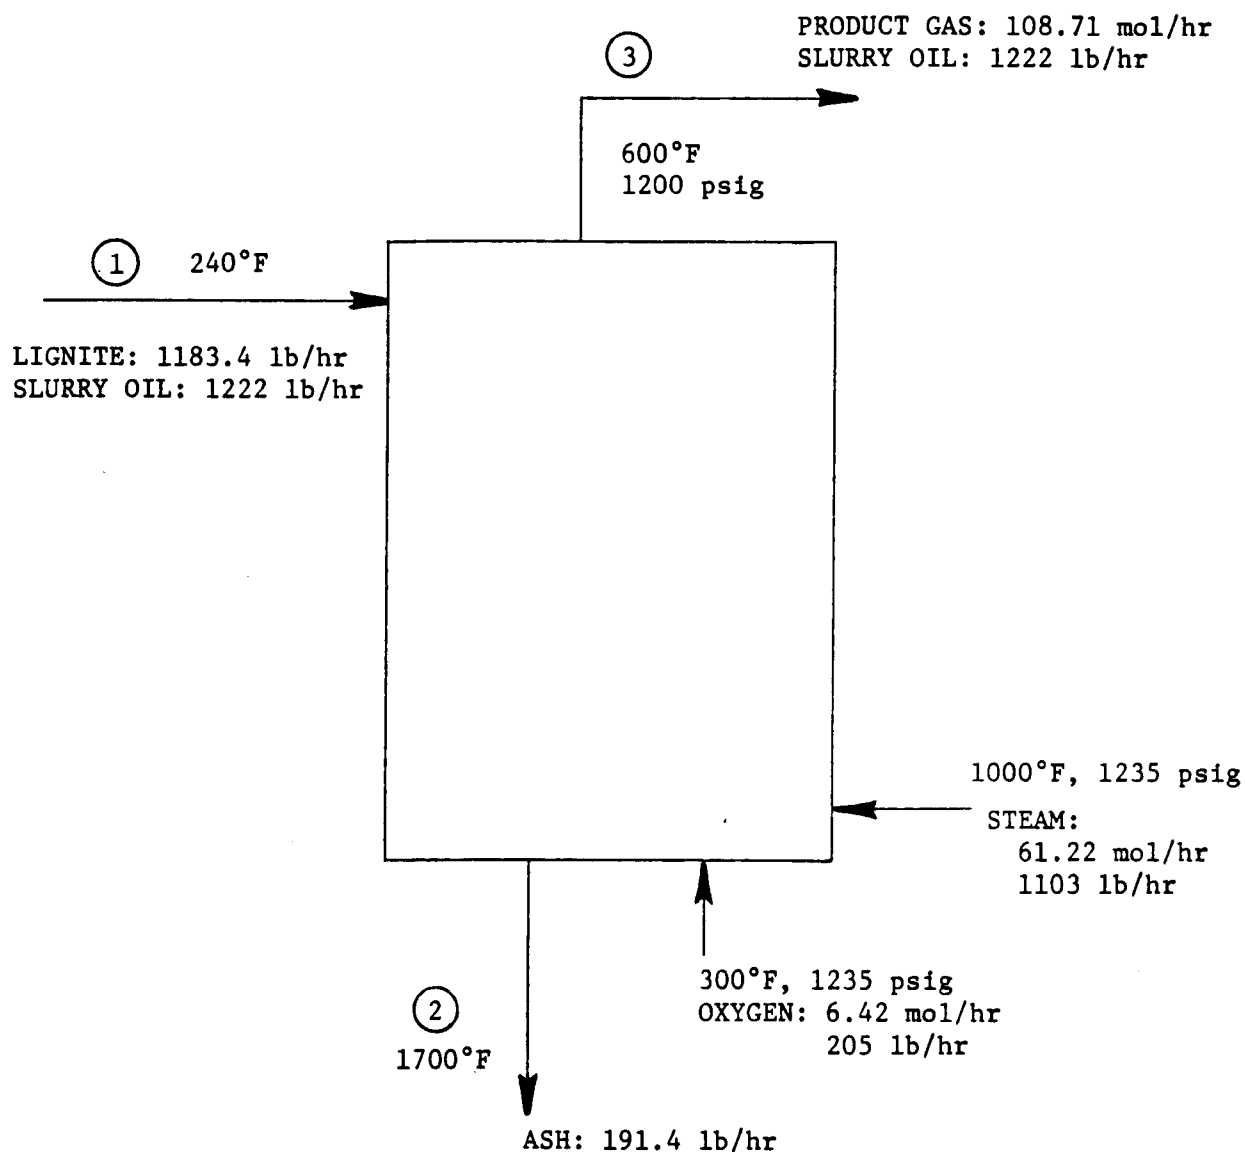 PRODUCT GAS: 108.71 mol/hr
SLURRY OIL: 1222 lb/hr
3
600°F
1200 psig
1
240°F
LIGNITE: 1183.4 lb/hr
SLURRY OIL: 1222 lb/hr
1000°F, 1235 psig
STEAM:
61.22 mol/hr
1103 lb/hr
300°F, 1235 psig
OXYGEN: 6.42 mol/hr
205 lb/hr
2
1700°F
ASH: 191.4 lb/hr